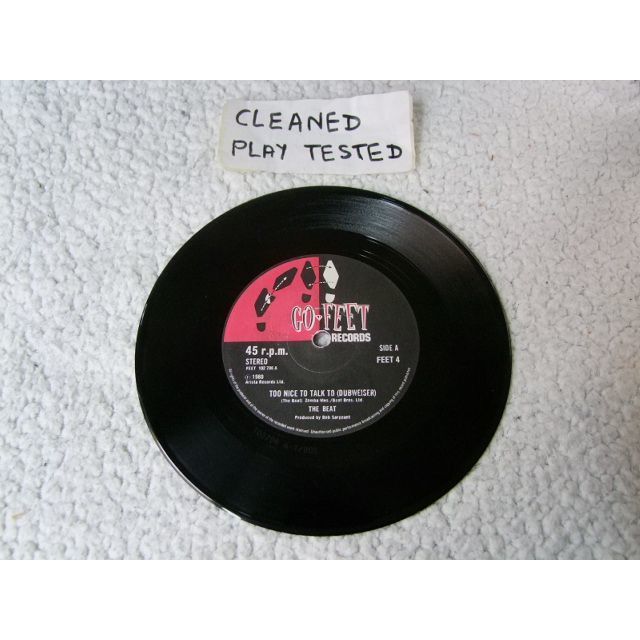 CLEANED
PLAY TESTED
GO-FEET
RECORDS
45 r.p.m.
STEREO
SIDE A
FEET 4
℗ 1980
Arista Records Ltd.
TOO NICE TO TALK TO (DUBWEISER)
THE BEAT
Produced by Bob Sargeant